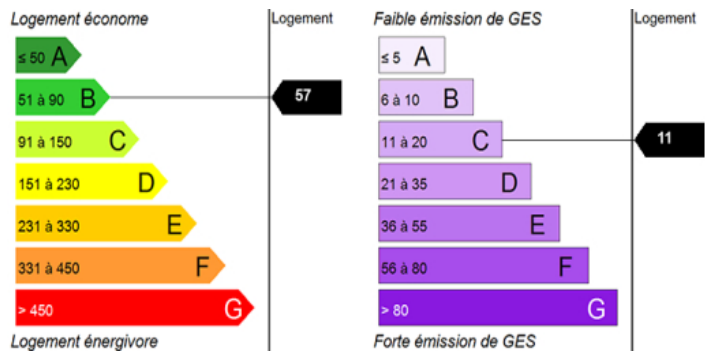 Logement économe
Logement
≤ 50 A
51 à 90 B
57
91 à 150 C
151 à 230 D
231 à 330 E
331 à 450 F
> 450 G
Logement énergivore
Faible émission de GES
Logement
≤ 5 A
6 à 10 B
11 à 20 C
11
21 à 35 D
36 à 55 E
56 à 80 F
> 80 G
Forte émission de GES